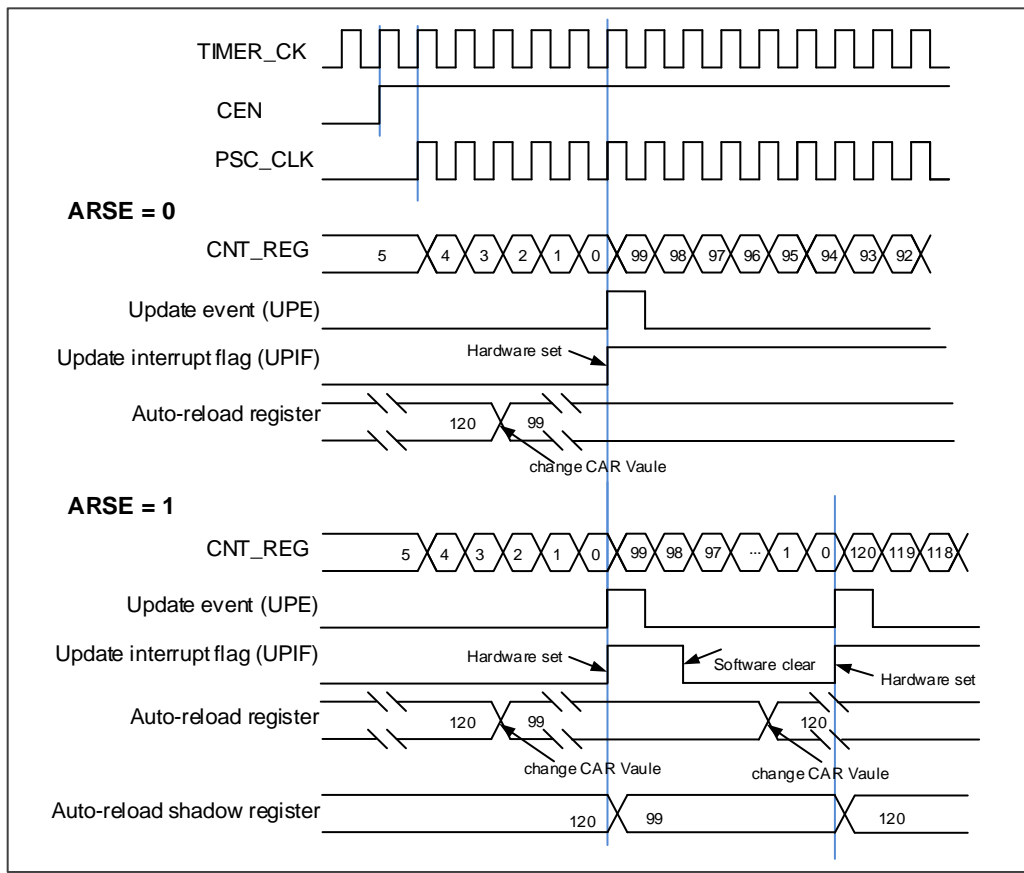 TIMER_CK
CEN
PSC_CLK
ARSE = 0
CNT_REG 5 4 3 2 1 0 99 98 97 96 95 94 93 92
Update event (UPE)
Update interrupt flag (UPIF) Hardware set
Auto-reload register 120 99
change CAR Vaule
ARSE = 1
CNT_REG 5 4 3 2 1 0 99 98 97 ... 1 0 120 119 118
Update event (UPE)
Update interrupt flag (UPIF) Hardware set Software clear Hardware set
Auto-reload register 120 99 120
change CAR Vaule change CAR Vaule
Auto-reload shadow register 120 99 120